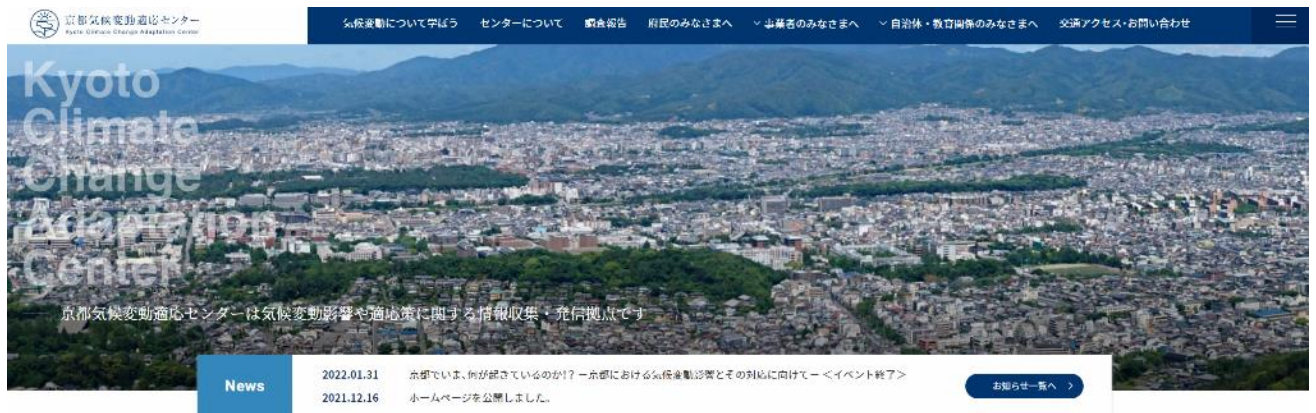 京都気候変動適応センター
Kyoto Climate Change Adaptation Center
気候変動について学ぼう センターについて 調査報告 府民のみなさまへ 事業者のみなさまへ 自治体・教育関係のみなさまへ 交通アクセス・お問い合わせ
Kyoto
Climate
Change
Adaptation
Center
京都気候変動適応センターは気候変動影響や適応策に関する情報収集・発信拠点です
News
2022.01.31 京都でいま、何が起きているのか!? ー京都における気候変動影響とその対応に向けてー <イベント終了>
2021.12.16 ホームページを公開しました。
お知らせ一覧へ >